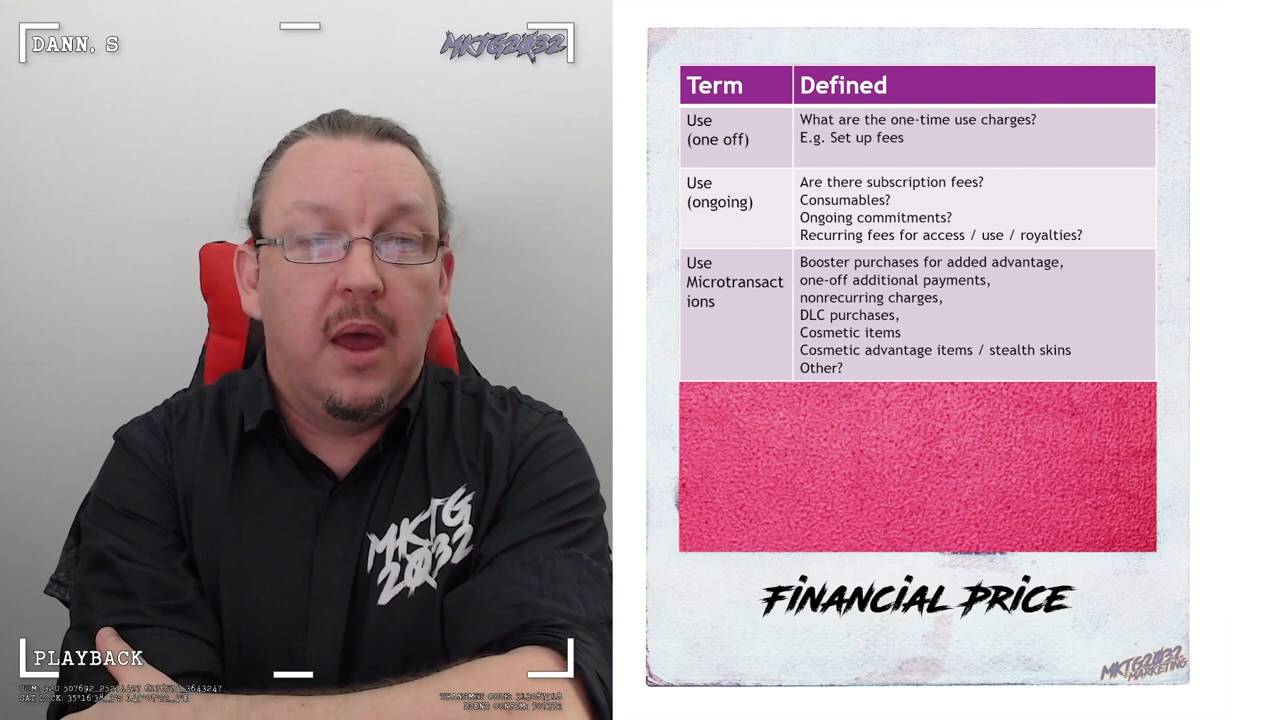 DANN, S
MKTG2032
MKTG
2032
PLAYBACK
Term
Defined
Use
(one off)
What are the one-time use charges?
E.g. Set up fees
Use
(ongoing)
Are there subscription fees?
Consumables?
Ongoing commitments?
Recurring fees for access / use / royalties?
Use
Microtransact
ions
Booster purchases for added advantage,
one-off additional payments,
nonrecurring charges,
DLC purchases,
Cosmetic items
Cosmetic advantage items / stealth skins
Other?
FINANCIAL PRICE
MKTG2032
MARKETING